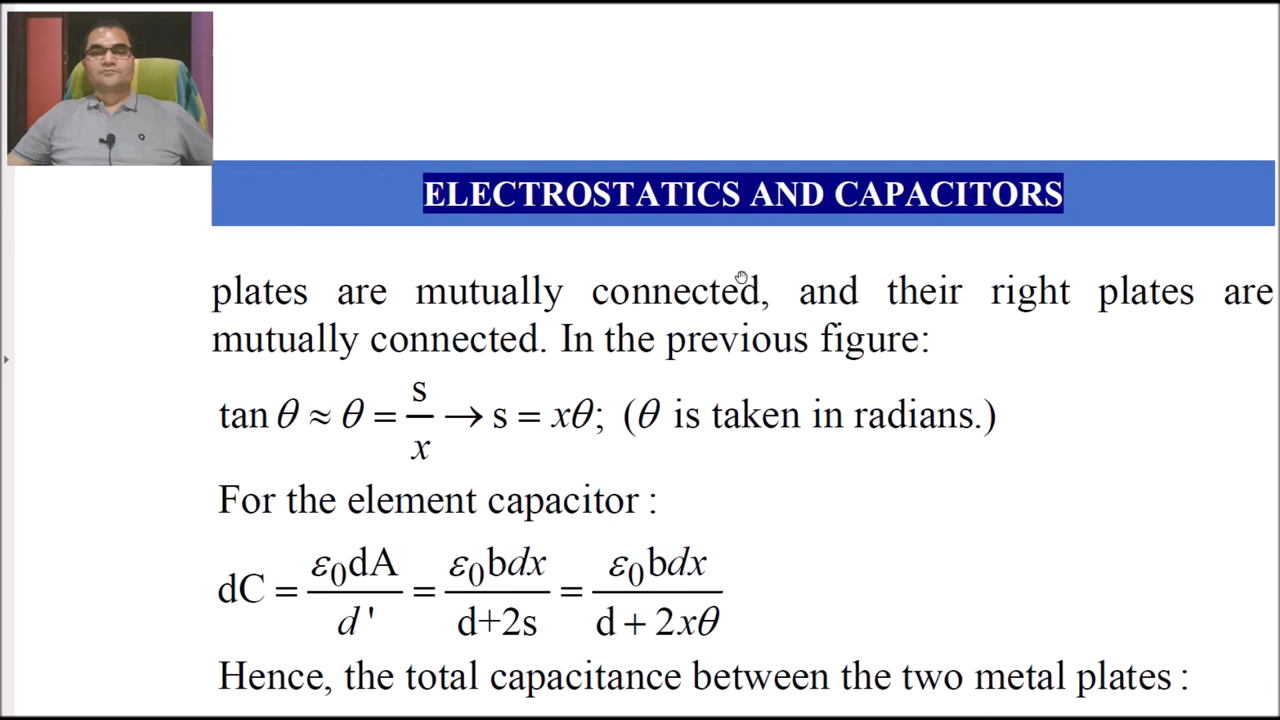 ELECTROSTATICS AND CAPACITORS
plates are mutually connected, and their right plates are
mutually connected. In the previous figure:
tan θ ≈ θ = s/x → s = xθ; (θ is taken in radians.)
For the element capacitor :
dC = ε₀dA/d' = ε₀bdx/d+2s = ε₀bdx/d + 2xθ
Hence, the total capacitance between the two metal plates :